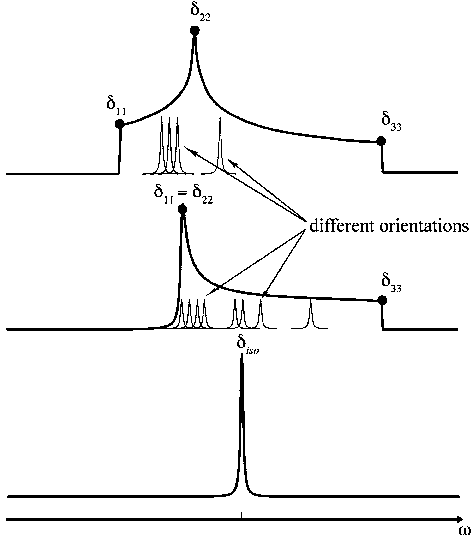 δ22
δ11
δ33
δ11 = δ22
different orientations
δ33
δiso
ω